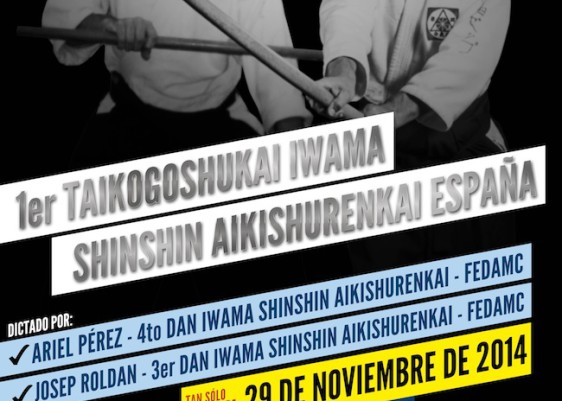 1er TAIKOGOSHUKAI IWAMA
SHINSHIN AIKISHURENKAI ESPAÑA
DICTADO POR:
✓ ARIEL PÉREZ - 4to DAN IWAMA SHINSHIN AIKISHURENKAI - FEDAMC
✓ JOSEP ROLDAN - 3er DAN IWAMA SHINSHIN AIKISHURENKAI - FEDAMC
TAN SÓLO
29 DE NOVIEMBRE DE 2014